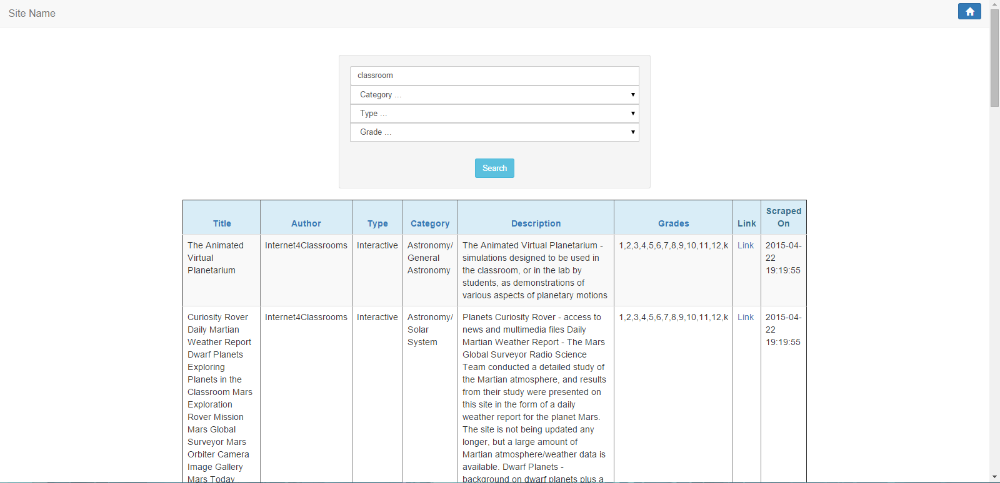 Site Name
classroom
Category ...
Type ...
Grade ...
Search
Title Author Type Category Description Grades Link Scraped On
The Animated
Virtual
Planetarium
Internet4Classrooms
Interactive
Astronomy/
General
Astronomy
The Animated Virtual Planetarium -
simulations designed to be used in
the classroom, or in the lab by
students, as demonstrations of
various aspects of planetary motions
1,2,3,4,5,6,7,8,9,10,11,12,k
Link
2015-04-
22
19:19:55
Curiosity Rover
Daily Martian
Weather Report
Dwarf Planets
Exploring
Planets in the
Classroom Mars
Exploration
Rover Mission
Mars Global
Surveyor Mars
Orbiter Camera
Image Gallery
Mars Today
Internet4Classrooms
Interactive
Astronomy/
Solar
System
Planets Curiosity Rover - access to
news and multimedia files Daily
Martian Weather Report - The Mars
Global Surveyor Radio Science
Team conducted a detailed study of
the Martian atmosphere, and results
from their study were presented on
this site in the form of a daily
weather report for the planet Mars.
The site is not being updated any
longer, but a large amount of
Martian atmosphere/weather data is
available. Dwarf Planets -
background on dwarf planets plus a
1,2,3,4,5,6,7,8,9,10,11,12,k
Link
2015-04-
22
19:19:55